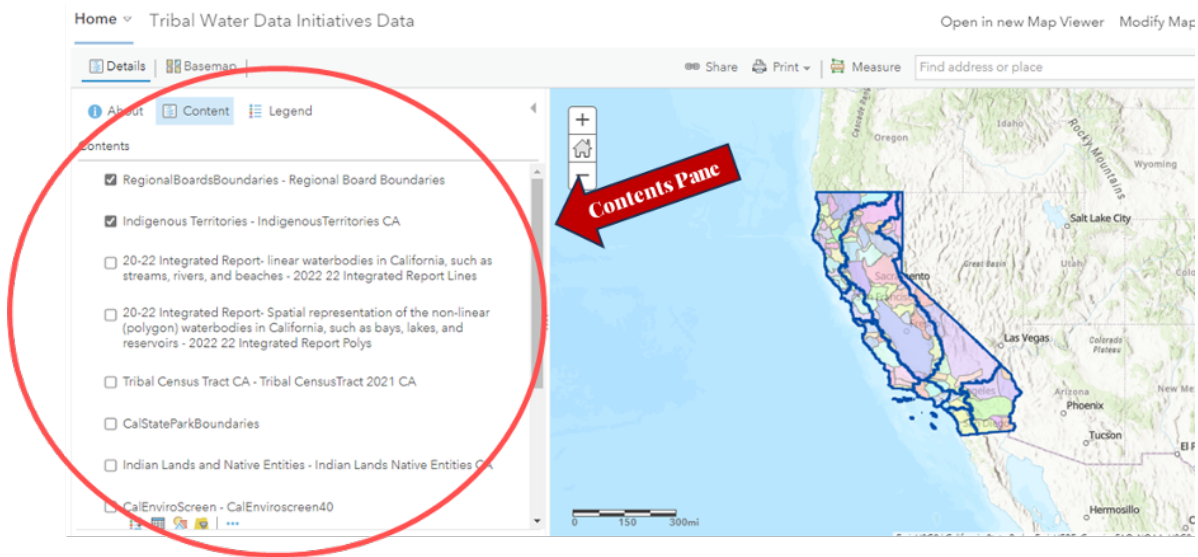 Home Tribal Water Data Initiatives Data
Open in new Map Viewer Modify Map
Details Basemap
Share Print Measure Find address or place
About Content Legend
Contents
RegionalBoardsBoundaries - Regional Board Boundaries
Indigenous Territories - IndigenousTerritories CA
20-22 Integrated Report- linear waterbodies in California, such as
streams, rivers, and beaches - 2022 22 Integrated Report Lines
20-22 Integrated Report- Spatial representation of the non-linear
(polygon) waterbodies in California, such as bays, lakes, and
reservoirs - 2022 22 Integrated Report Polys
Tribal Census Tract CA - Tribal CensusTract 2021 CA
CalStateParkBoundaries
Indian Lands and Native Entities - Indian Lands Native Entities CA
CalEnviroScreen - CalEnviroscreen40
Contents Pane
Cascade
Oregon
Idaho
Rocky Mountains
Wyoming
Salt Lake City
Great Basin
Utah
Sacramento
Las Vegas
Colorado
Plateau
Arizona
Phoenix
Tucson
Hermosillo
0 150 300mi